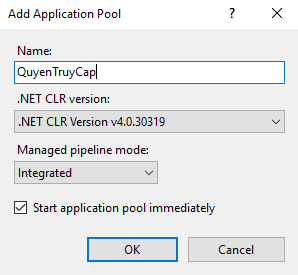 Add Application Pool
Name:
QuyenTruyCap
.NET CLR version:
.NET CLR Version v4.0.30319
Managed pipeline mode:
Integrated
Start application pool immediately
OK
Cancel